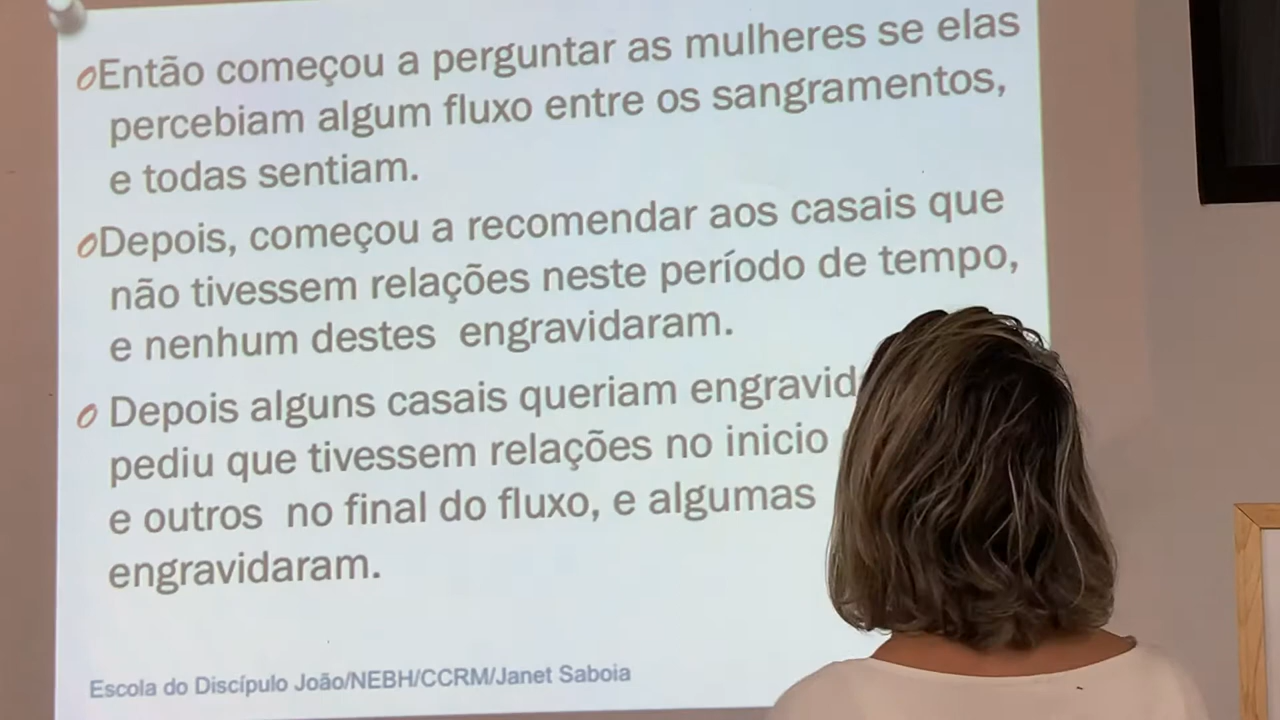 Então começou a perguntar as mulheres se elas
percebiam algum fluxo entre os sangramentos,
e todas sentiam.
Depois, começou a recomendar aos casais que
não tivessem relações neste período de tempo,
e nenhum destes engravidaram.
Depois alguns casais queriam
pediu que tivessem relações no inicio
e outros no final do fluxo, e algumas
engravidaram.
Escola do Discípulo João/NEBH/CCRM/Janet Saboia